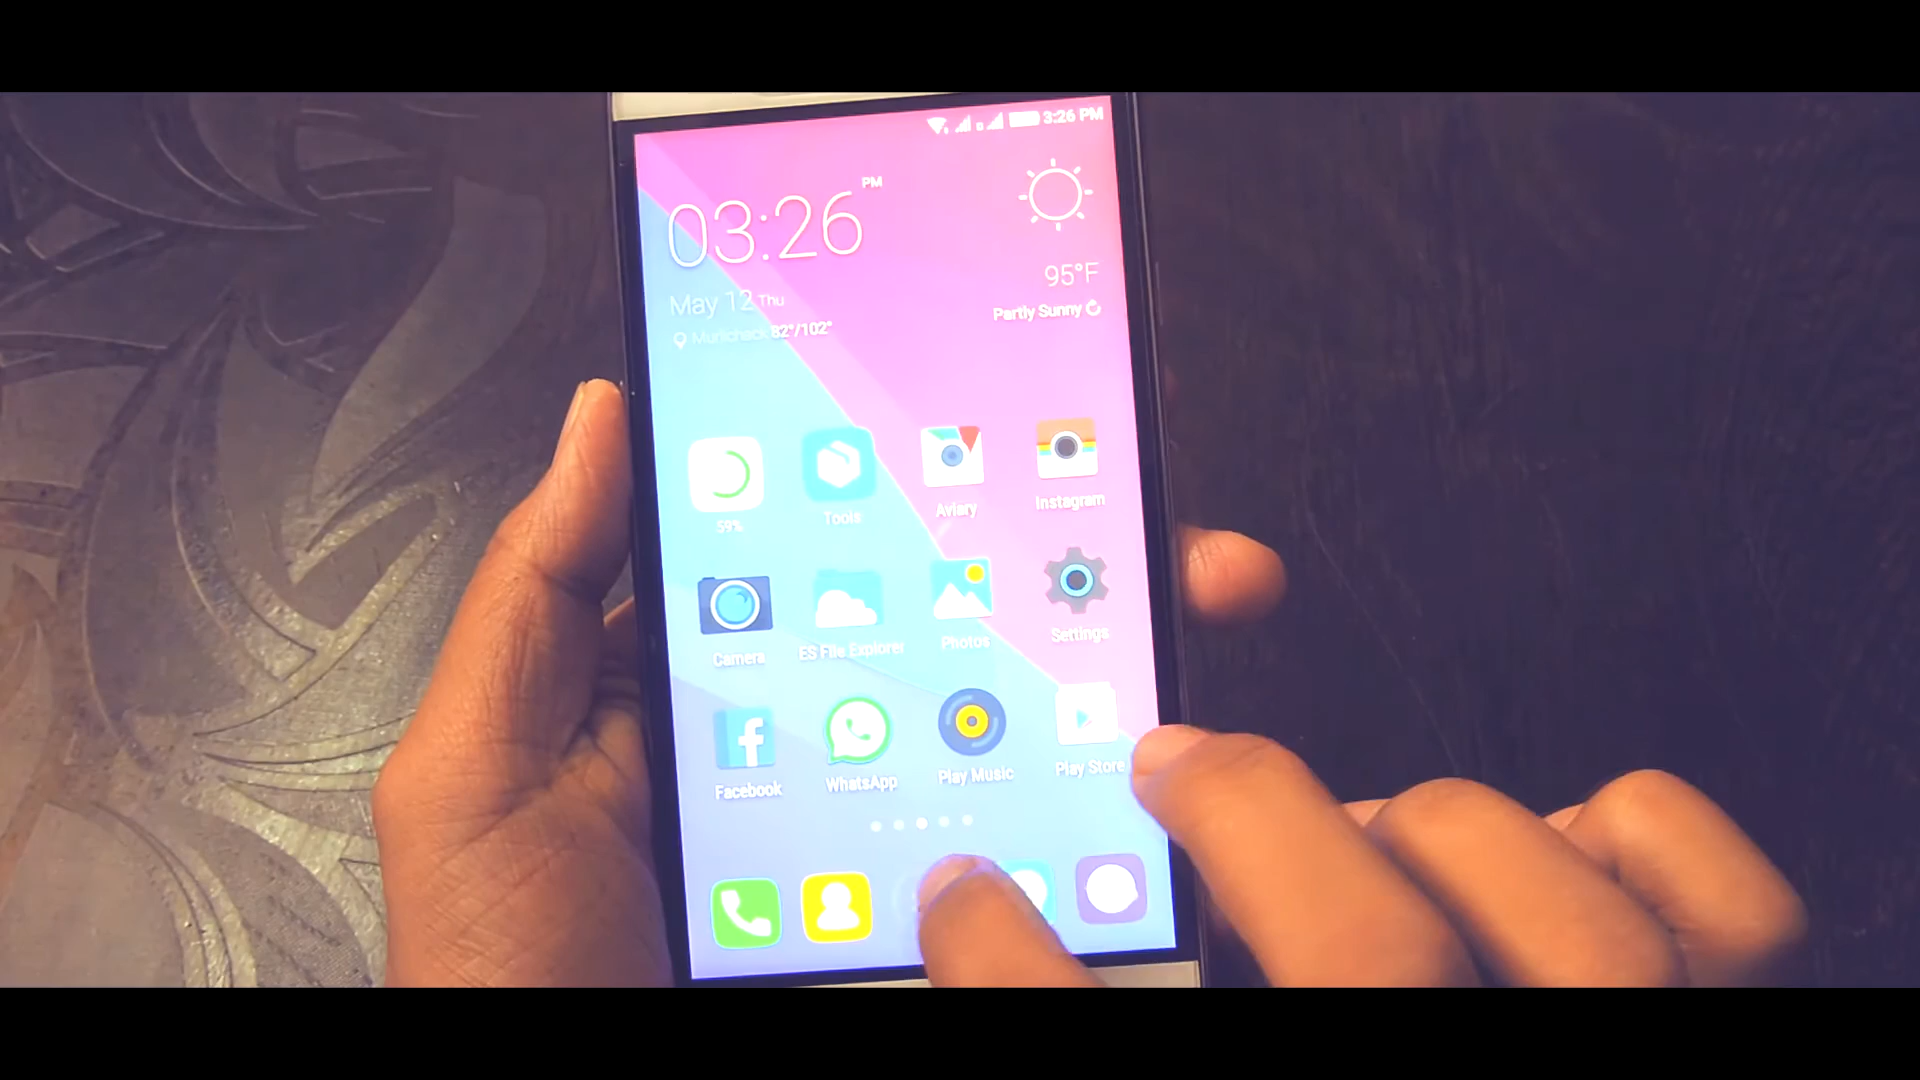 3:26 PM
03:26 PM
95°F
May 12 Thu
Partly Sunny
Murlichack 82°/102°
59%
Tools
Aviary
Instagram
Camera
ES File Explorer
Photos
Settings
Facebook
WhatsApp
Play Music
Play Store